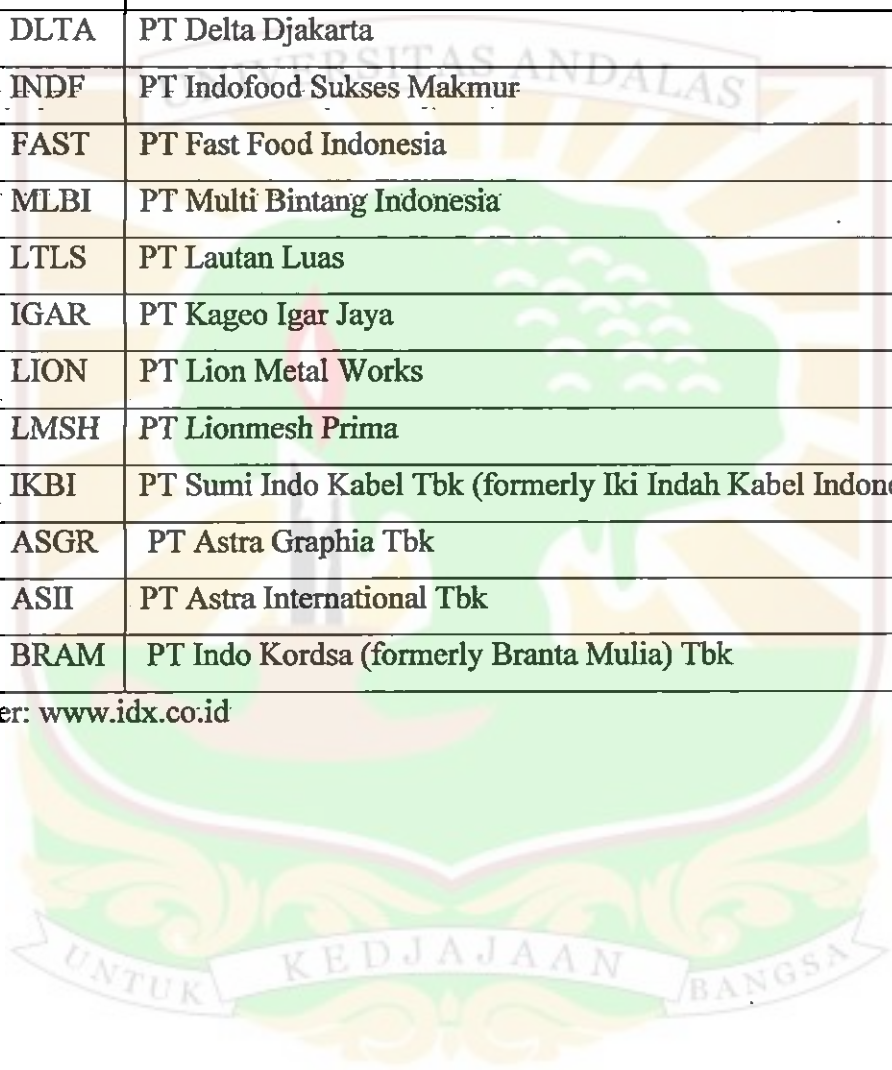 DLTA PT Delta Djakarta
UNIVERSITAS ANDALAS
INDF PT Indofood Sukses Makmur
FAST PT Fast Food Indonesia
MLBI PT Multi Bintang Indonesia
LTLS PT Lautan Luas
IGAR PT Kageo Igar Jaya
LION PT Lion Metal Works
LMSH PT Lionmesh Prima
IKBI PT Sumi Indo Kabel Tbk (formerly Iki Indah Kabel Indone
ASGR PT Astra Graphia Tbk
ASII PT Astra International Tbk
BRAM PT Indo Kordsa (formerly Branta Mulia) Tbk
er: www.idx.co.id
UNTUK KEDJAJAAN BANGSA